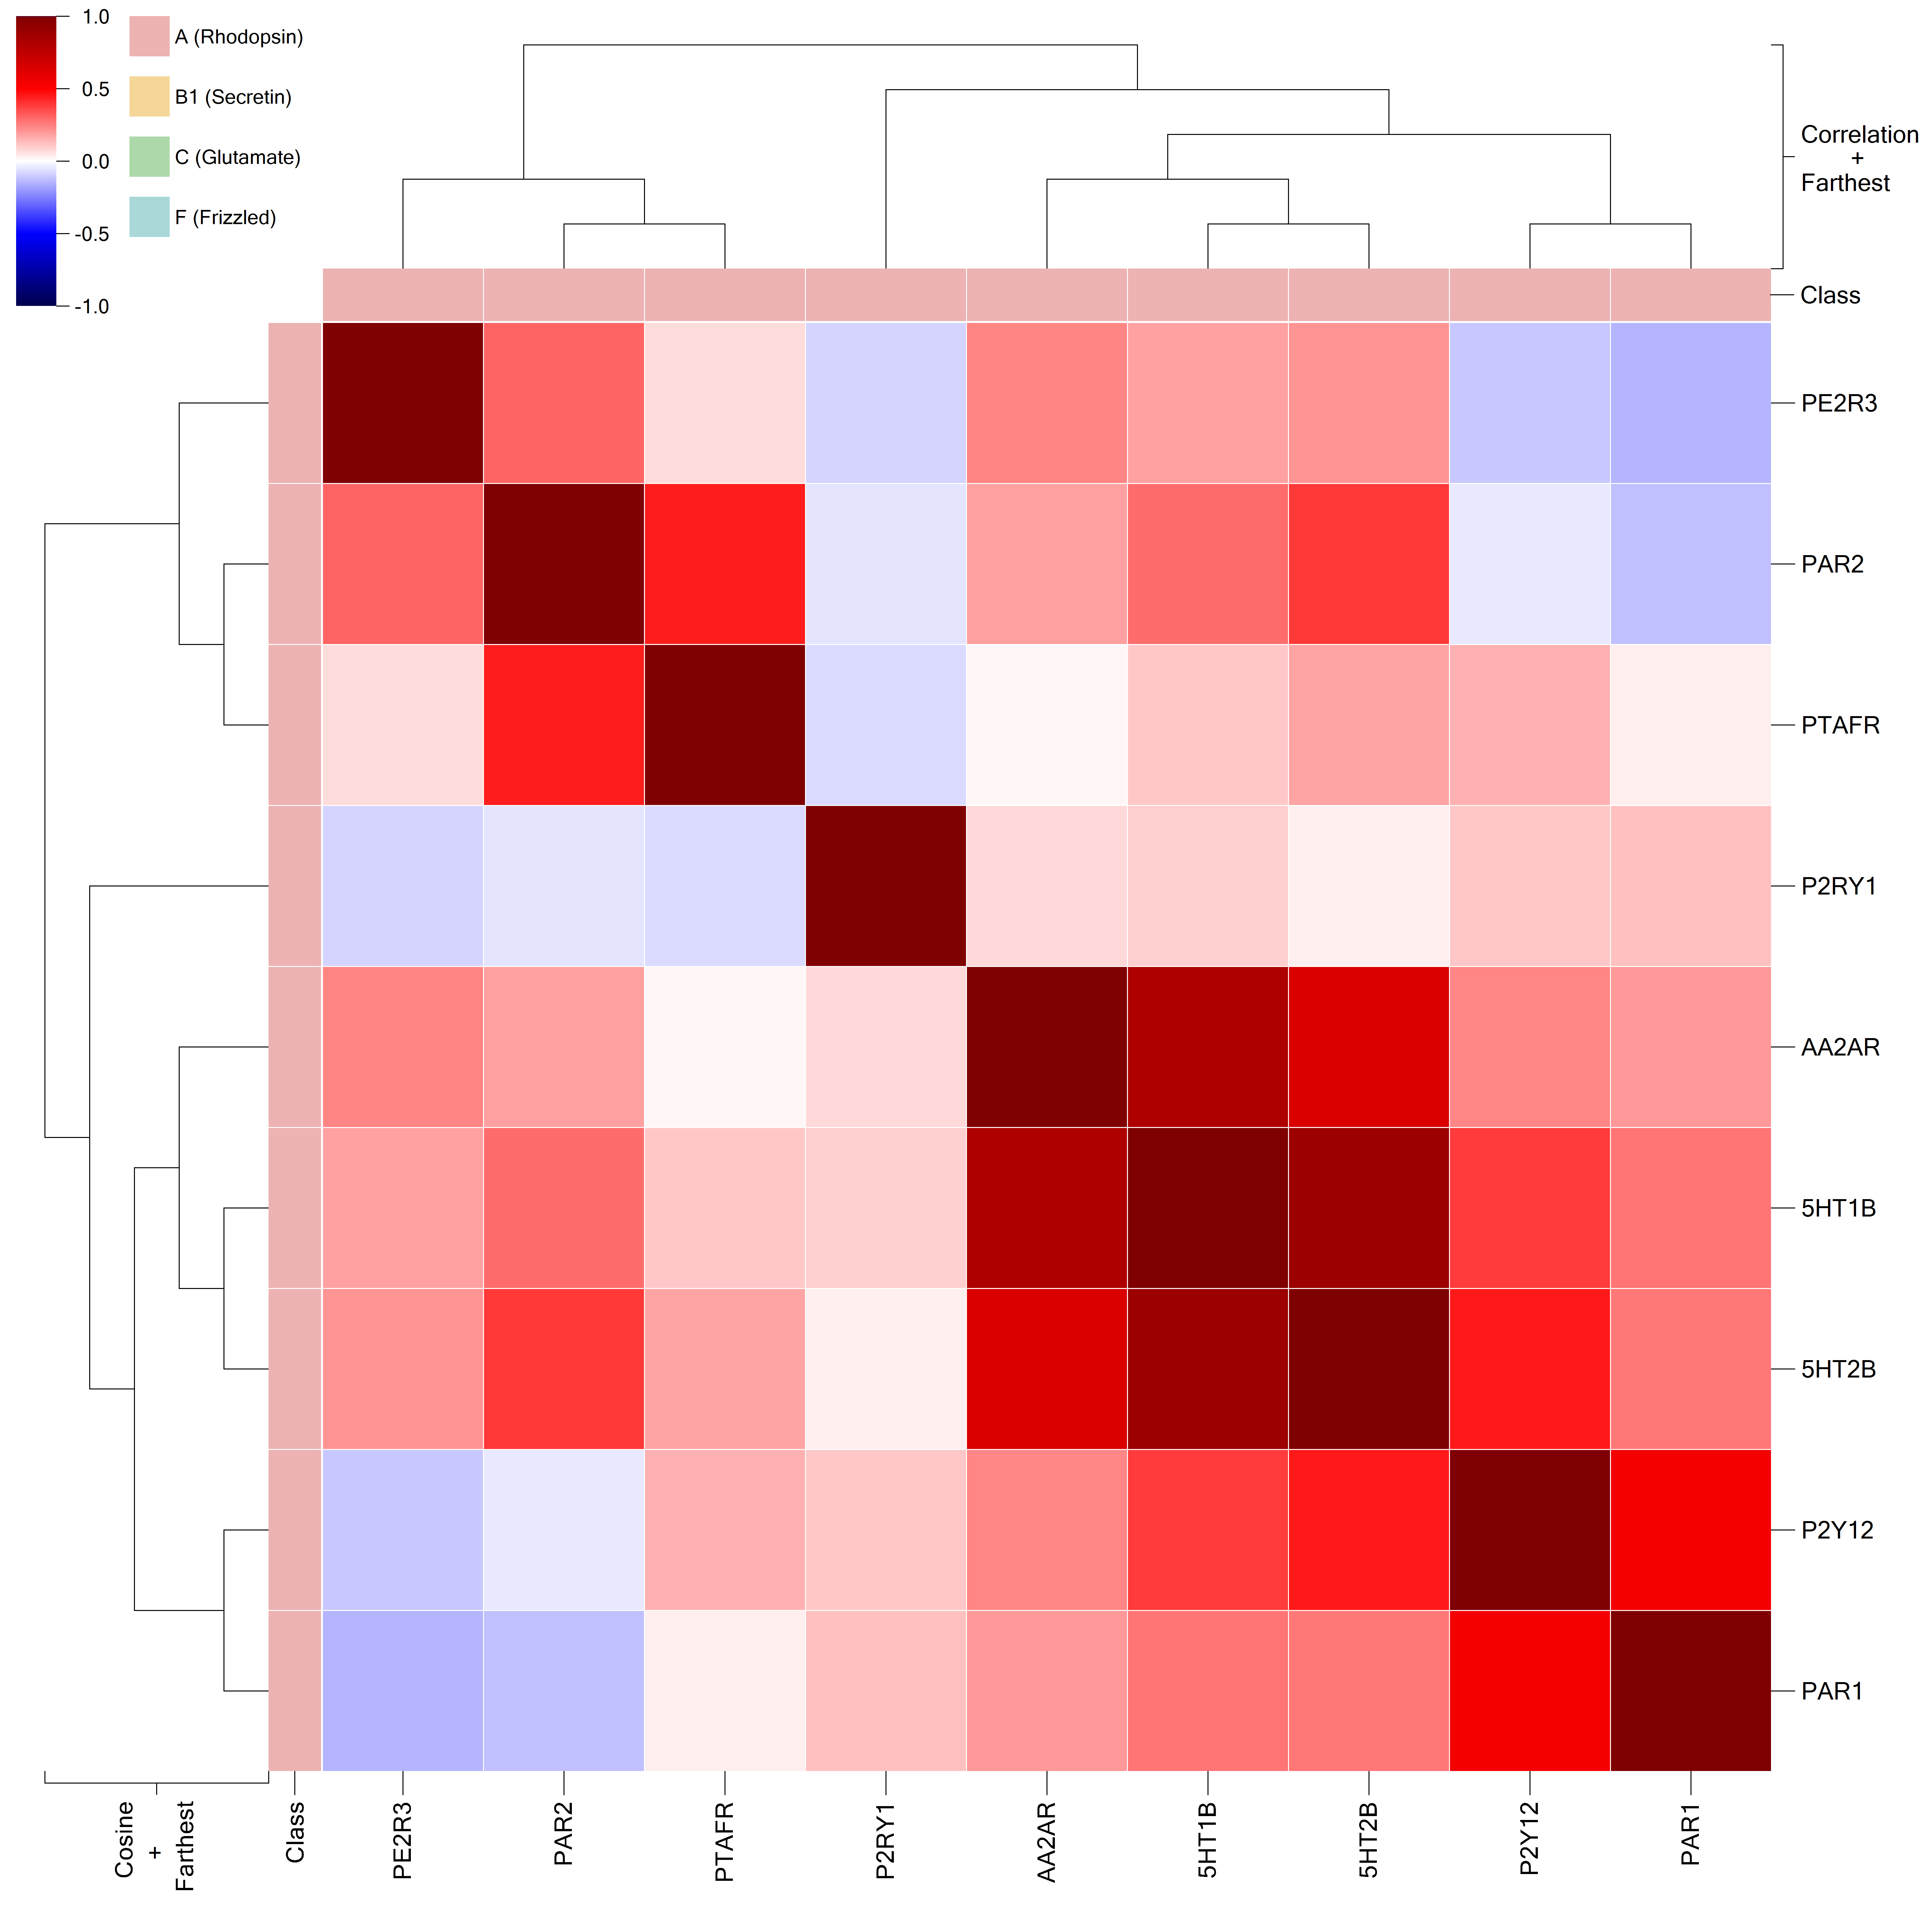 1.0
0.5
0.0
-0.5
-1.0
A (Rhodopsin)
B1 (Secretin)
C (Glutamate)
F (Frizzled)
Correlation
+
Farthest
Class
PE2R3
PAR2
PTAFR
P2RY1
AA2AR
5HT1B
5HT2B
P2Y12
PAR1
Cosine
+
Farthest
Class
PE2R3
PAR2
PTAFR
P2RY1
AA2AR
5HT1B
5HT2B
P2Y12
PAR1